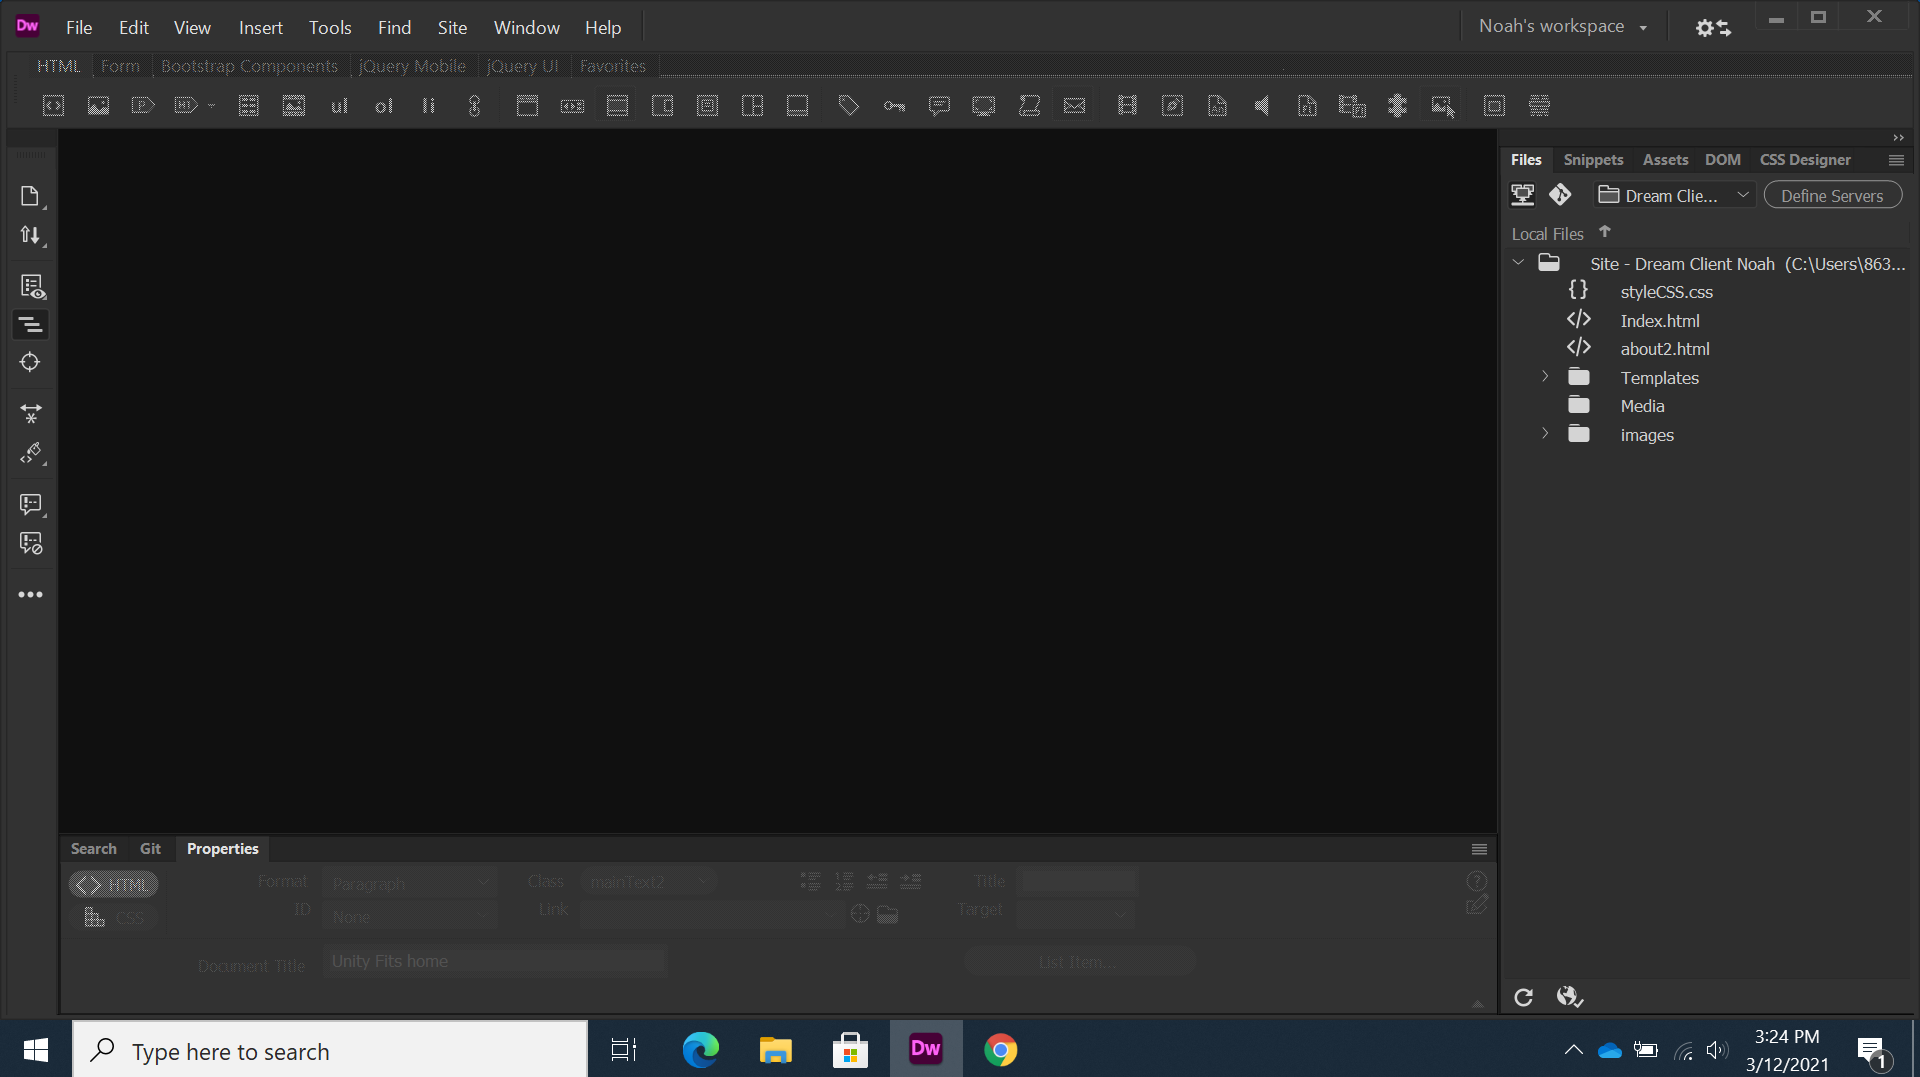 Dw File Edit View Insert Tools Find Site Window Help Noah's workspace
HTML Form Bootstrap Components jQuery Mobile jQuery UI Favorites
P H1 ul ol li
Files Snippets Assets DOM CSS Designer
Dream Clie... Define Servers
Local Files
Site - Dream Client Noah (C:\Users\863...
{} styleCSS.css
</> Index.html
</> about2.html
Templates
Media
images
Search Git Properties
<> HTML Format Paragraph Class mainText2 Title
CSS ID None Link Target
Document Title Unity Fits home List Item...
Type here to search
Dw
3:24 PM
3/12/2021
1